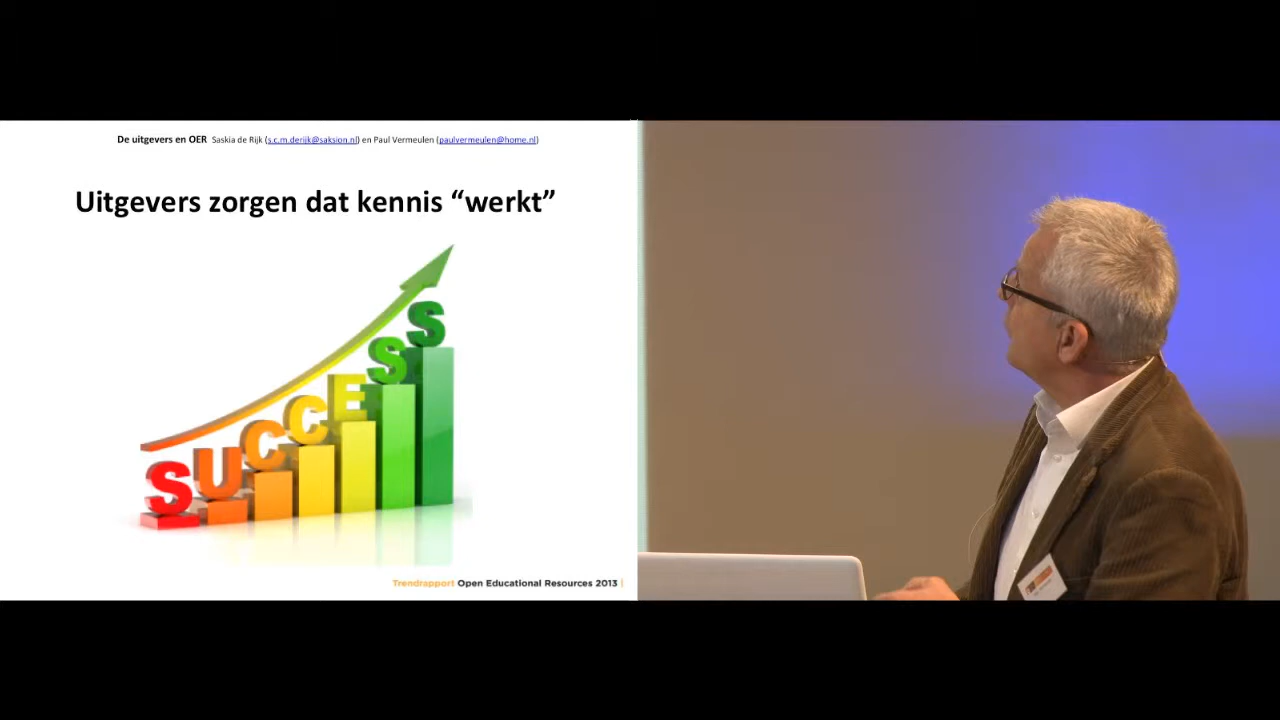 De uitgevers en OER Saskia de Rijk (s.c.m.derijk@saksion.nl) en Paul Vermeulen (paulvermeulen@home.nl)
Uitgevers zorgen dat kennis “werkt”
SUCCESS
Trendrapport Open Educational Resources 2013 |